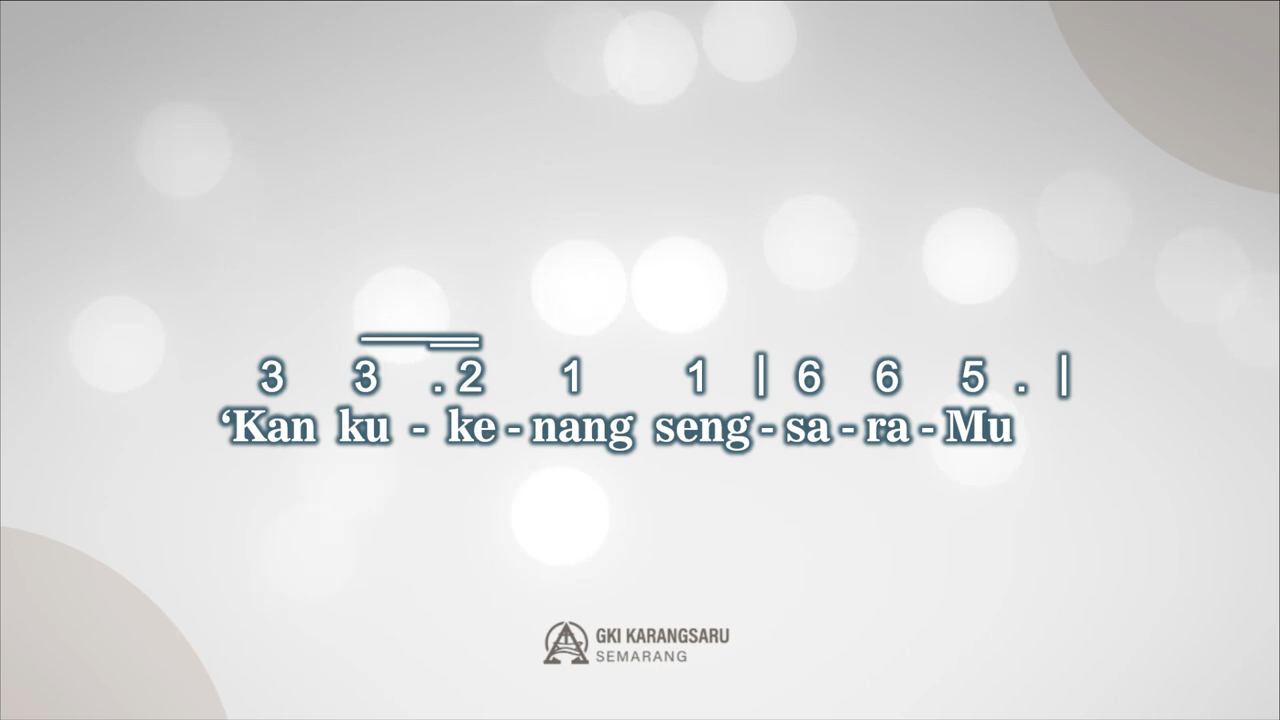 3 3 . 2 1 1 | 6 6 5 . |
‘Kan ku - ke - nang seng - sa - ra - Mu
GKI KARANGSARU
SEMARANG